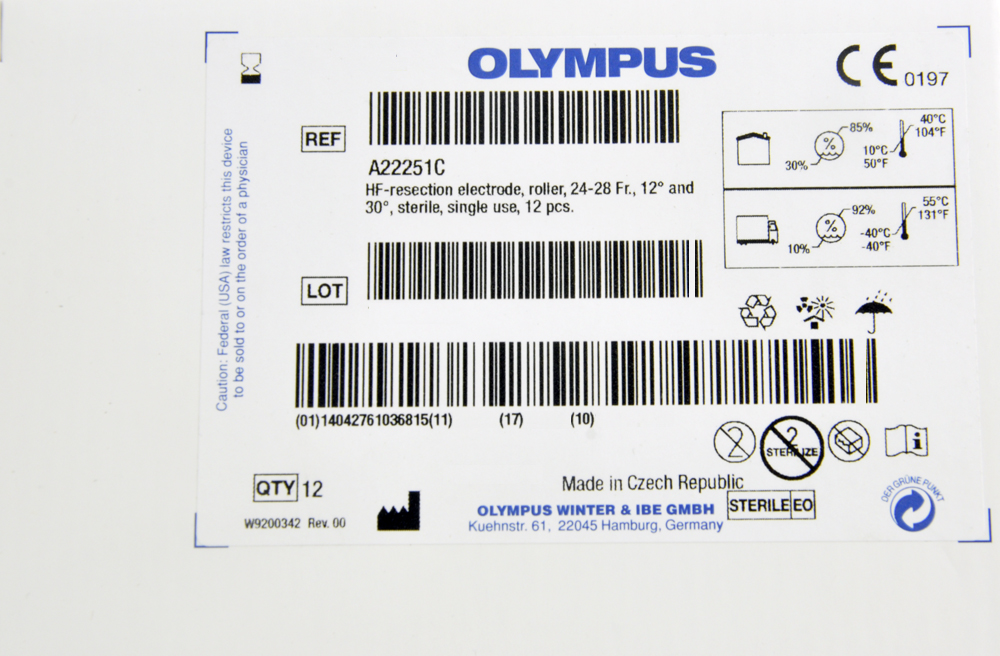 OLYMPUS
CE 0197
REF
A22251C
HF-resection electrode, roller, 24-28 Fr., 12° and
30°, sterile, single use, 12 pcs.
85%
30%
40°C
104°F
10°C
50°F
92%
10%
55°C
131°F
-40°C
-40°F
LOT
Caution: Federal (USA) law restricts this device
to be sold to or on the order of a physician
(01)14042761036815(11) (17) (10)
2
2
STERILIZE
i
QTY 12
Made in Czech Republic
W9200342 Rev. 00
OLYMPUS WINTER & IBE GMBH
Kuehnstr. 61, 22045 Hamburg, Germany
STERILE EO
DER GRÜNE PUNKT